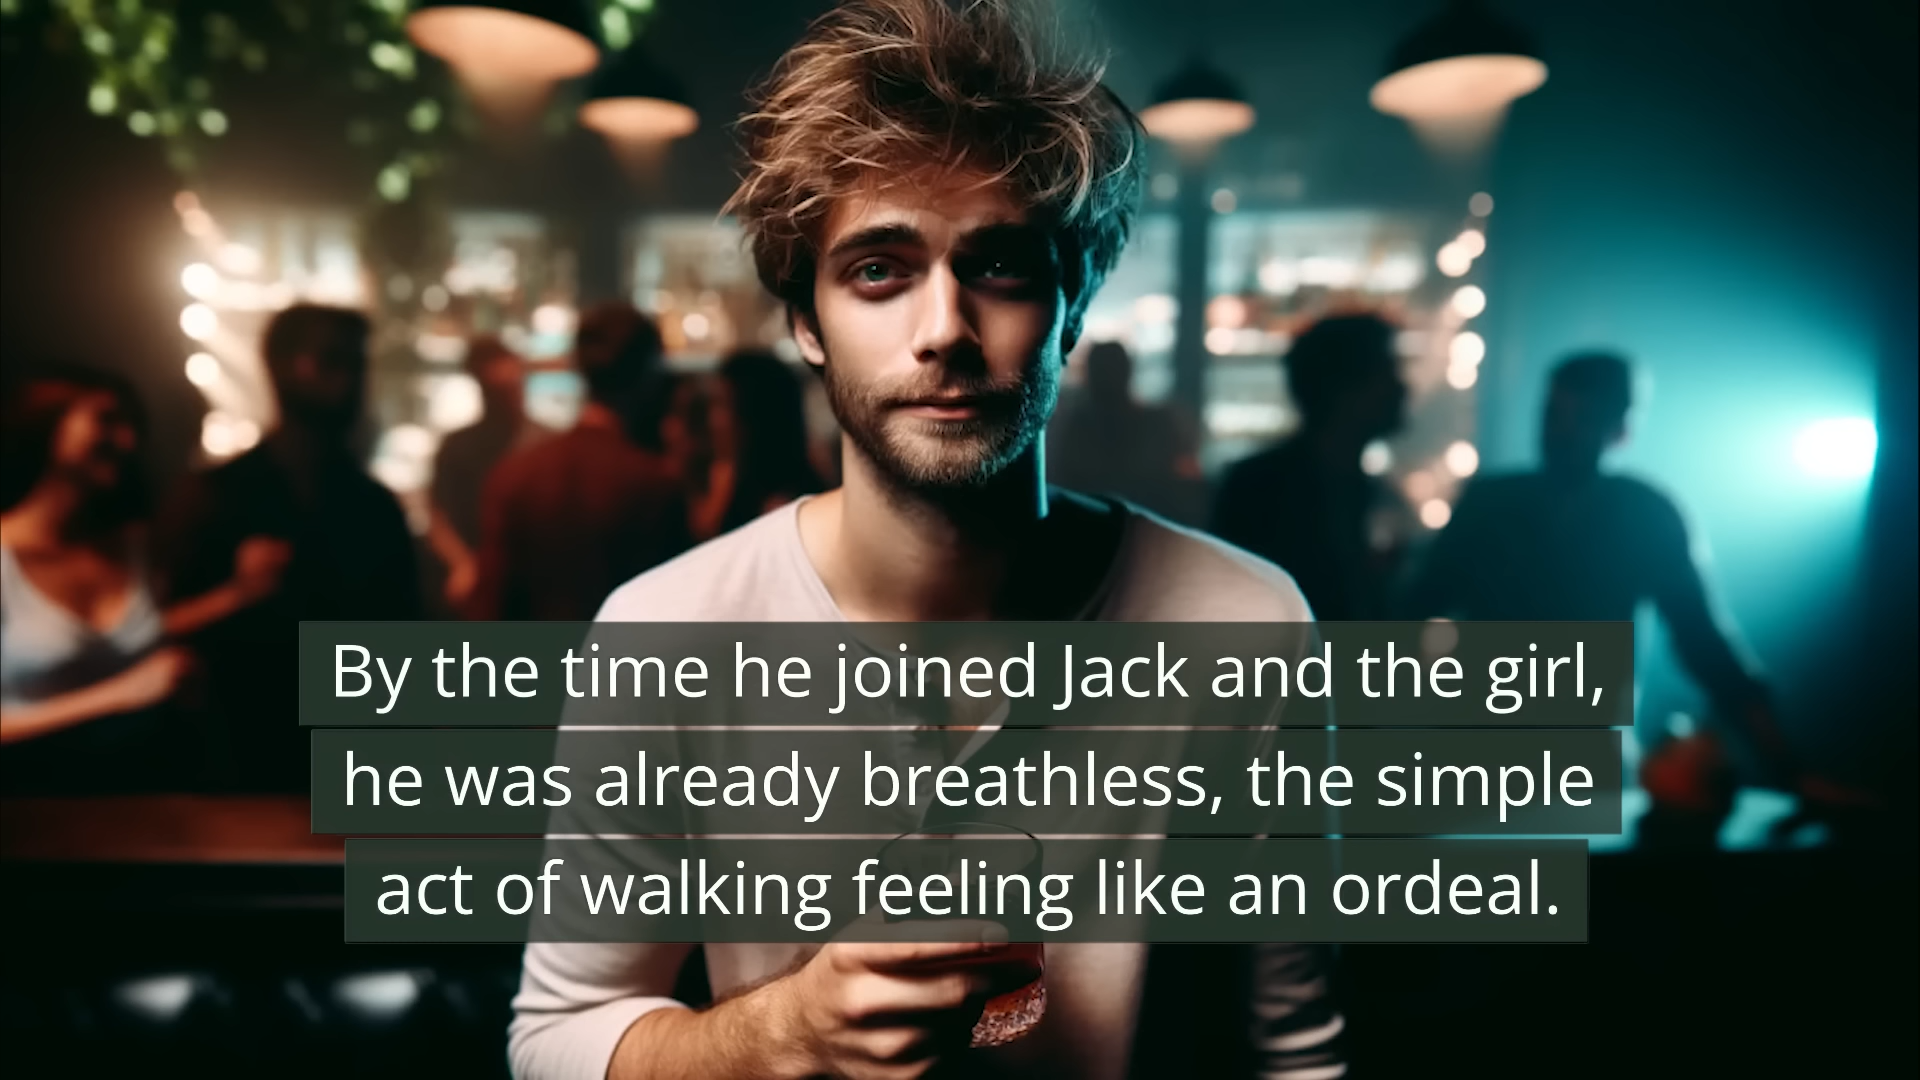 By the time he joined Jack and the girl,
he was already breathless, the simple
act of walking feeling like an ordeal.